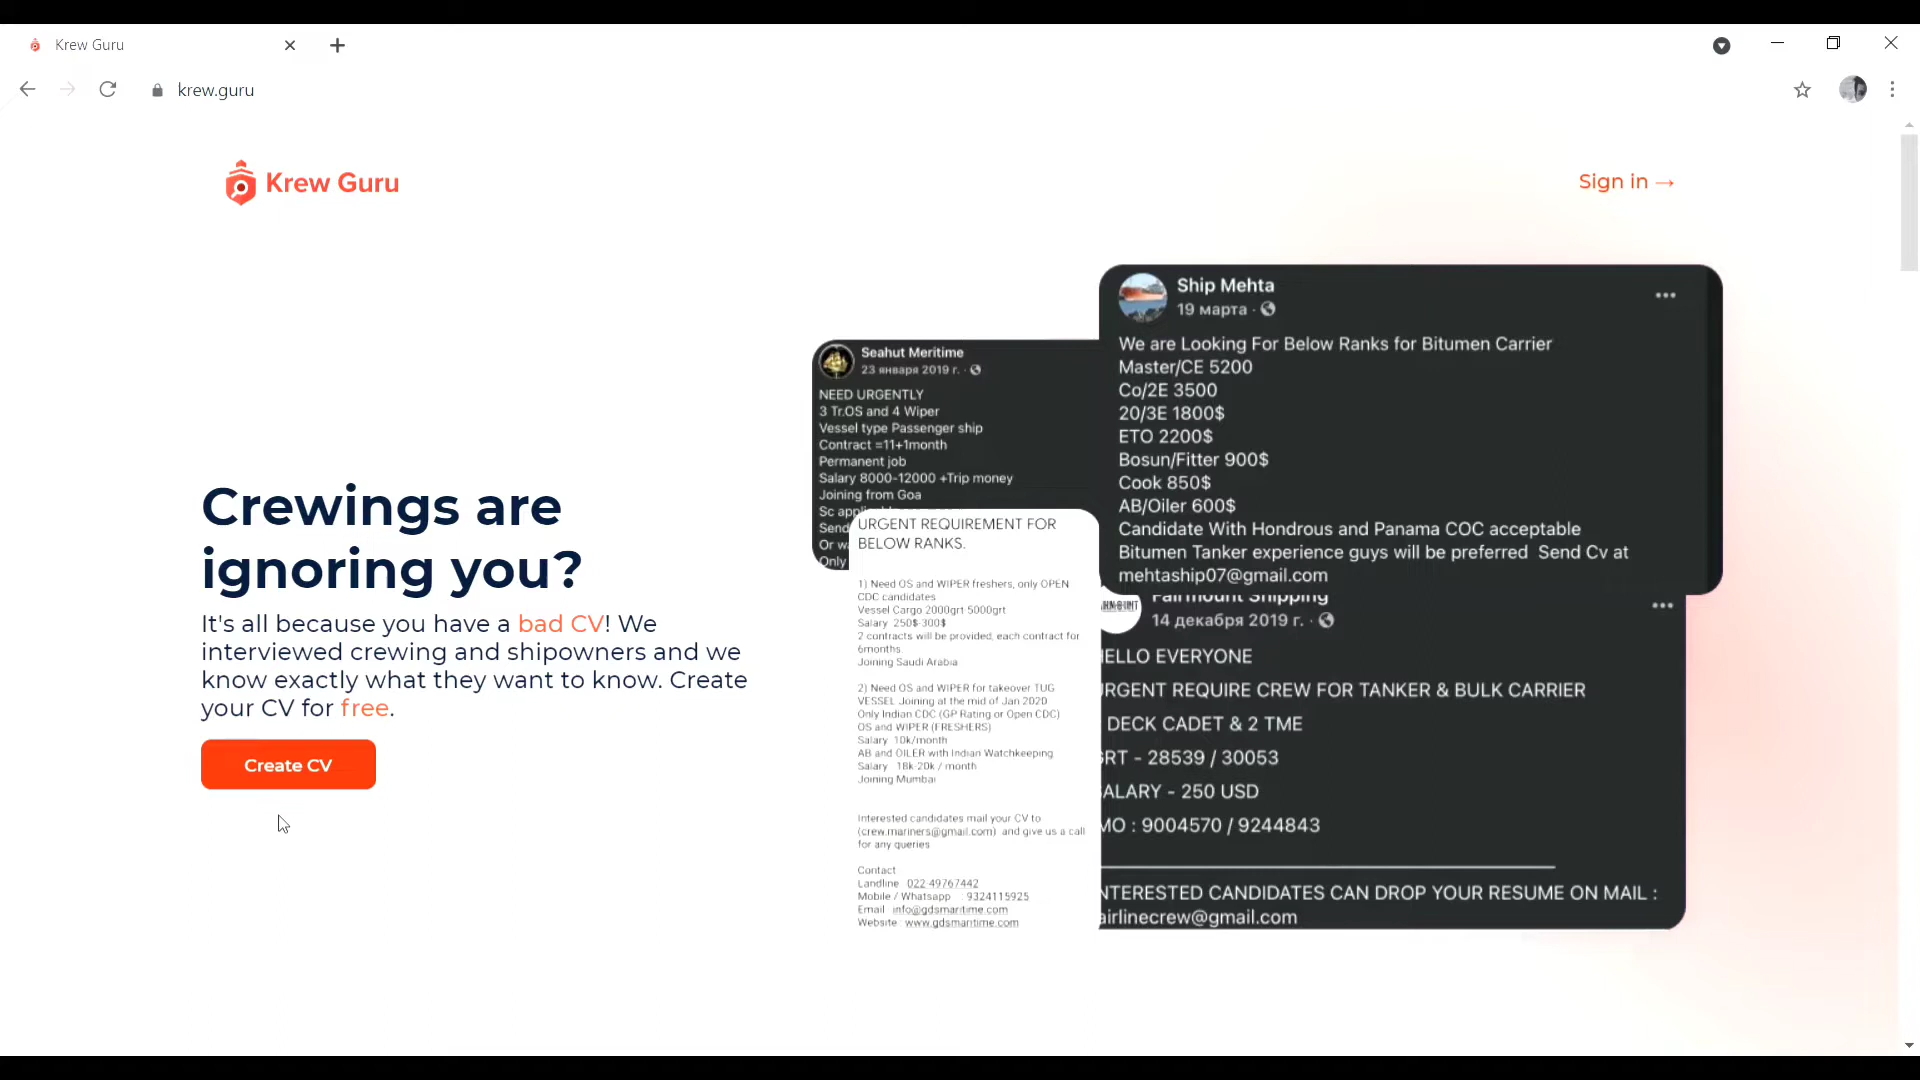 Krew Guru
krew.guru
Krew Guru
Sign in →
Crewings are
ignoring you?
It's all because you have a bad CV! We
interviewed crewing and shipowners and we
know exactly what they want to know. Create
your CV for free.
Create CV
Seahut Meritime
23 января 2019 г. ·
NEED URGENTLY
3 Tr.OS and 4 Wiper
Vessel type Passenger ship
Contract =11+1month
Permanent job
Salary 8000-12000 +Trip money
Joining from Goa
Sc
Send
Or
Only
Ship Mehta
19 марта ·
We are Looking For Below Ranks for Bitumen Carrier
Master/CE 5200
Co/2E 3500
20/3E 1800$
ETO 2200$
Bosun/Fitter 900$
Cook 850$
AB/Oiler 600$
Candidate With Hondrous and Panama COC acceptable
Bitumen Tanker experience guys will be preferred Send Cv at
mehtaship07@gmail.com
URGENT REQUIREMENT FOR
BELOW RANKS.
1) Need OS and WIPER freshers, only OPEN
CDC candidates
Vessel Cargo 2000grt 5000grt
Salary 250$-300$
2 contracts will be provided, each contract for
6months.
Joining Saudi Arabia
2) Need OS and WIPER for takeover TUG
VESSEL Joining at the mid of Jan 2020
Only Indian CDC (GP Rating or Open CDC)
OS and WIPER (FRESHERS)
Salary 10k/month
AB and OILER with Indian Watchkeeping
Salary 18k-20k / month
Joining Mumbai
Interested candidates mail your CV to
(crew.mariners@gmail.com) and give us a call
for any queries
Contact
Landline 022 49767442
Mobile / Whatsapp : 9324115925
Email info@gdsmaritime.com
Website www.gdsmaritime.com
Fairmount Shipping
14 декабря 2019 г. ·
ELLO EVERYONE
RGENT REQUIRE CREW FOR TANKER & BULK CARRIER
DECK CADET & 2 TME
RT - 28539 / 30053
ALARY - 250 USD
MO : 9004570 / 9244843
NTERESTED CANDIDATES CAN DROP YOUR RESUME ON MAIL :
airlinecrew@gmail.com